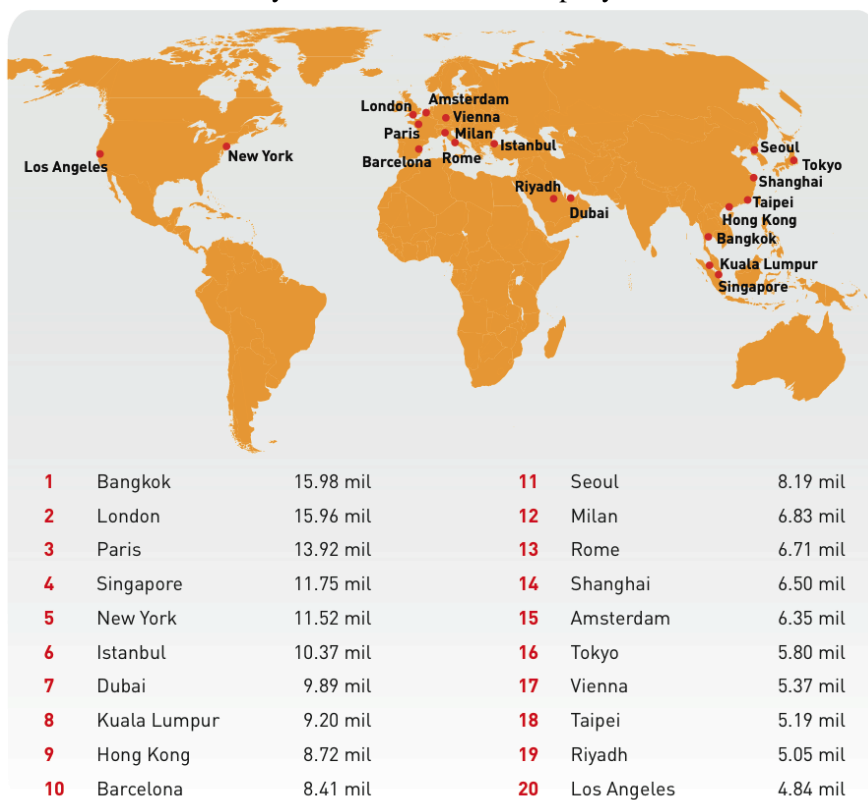 London
Amsterdam
Vienna
Paris
Milan
Istanbul
Barcelona
Rome
Los Angeles
New York
Riyadh
Dubai
Seoul
Tokyo
Shanghai
Taipei
Hong Kong
Bangkok
Kuala Lumpur
Singapore
1 Bangkok 15.98 mil
2 London 15.96 mil
3 Paris 13.92 mil
4 Singapore 11.75 mil
5 New York 11.52 mil
6 Istanbul 10.37 mil
7 Dubai 9.89 mil
8 Kuala Lumpur 9.20 mil
9 Hong Kong 8.72 mil
10 Barcelona 8.41 mil
11 Seoul 8.19 mil
12 Milan 6.83 mil
13 Rome 6.71 mil
14 Shanghai 6.50 mil
15 Amsterdam 6.35 mil
16 Tokyo 5.80 mil
17 Vienna 5.37 mil
18 Taipei 5.19 mil
19 Riyadh 5.05 mil
20 Los Angeles 4.84 mil